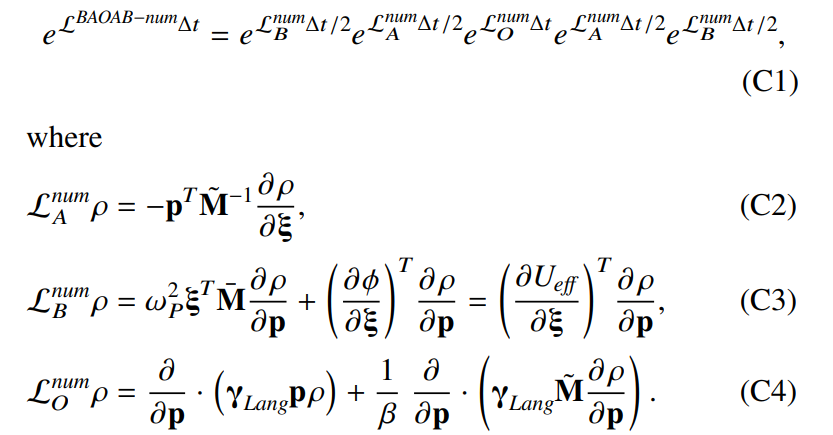 $e^{\mathcal{L}^{BAOAB-num}\Delta t} = e^{\mathcal{L}_B^{num}\Delta t/2} e^{\mathcal{L}_A^{num}\Delta t/2} e^{\mathcal{L}_O^{num}\Delta t} e^{\mathcal{L}_A^{num}\Delta t/2} e^{\mathcal{L}_B^{num}\Delta t/2},$
(C1)
where
$\mathcal{L}_A^{num}\rho = -\mathbf{p}^T \tilde{\mathbf{M}}^{-1} \frac{\partial \rho}{\partial \boldsymbol{\xi}},$ (C2)
$\mathcal{L}_B^{num}\rho = \omega_P^2 \boldsymbol{\xi}^T \bar{\mathbf{M}} \frac{\partial \rho}{\partial \mathbf{p}} + \left(\frac{\partial \phi}{\partial \boldsymbol{\xi}}\right)^T \frac{\partial \rho}{\partial \mathbf{p}} = \left(\frac{\partial U_{eff}}{\partial \boldsymbol{\xi}}\right)^T \frac{\partial \rho}{\partial \mathbf{p}},$ (C3)
$\mathcal{L}_O^{num}\rho = \frac{\partial}{\partial \mathbf{p}} \cdot \left(\boldsymbol{\gamma}_{Lang} \mathbf{p} \rho\right) + \frac{1}{\beta} \frac{\partial}{\partial \mathbf{p}} \cdot \left(\boldsymbol{\gamma}_{Lang} \tilde{\mathbf{M}} \frac{\partial \rho}{\partial \mathbf{p}}\right).$ (C4)